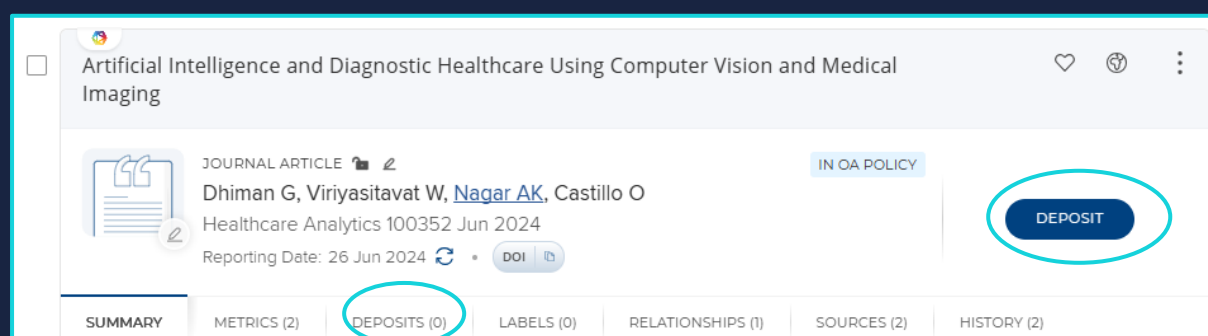 Artificial Intelligence and Diagnostic Healthcare Using Computer Vision and Medical
Imaging
JOURNAL ARTICLE
IN OA POLICY
Dhiman G, Viriyasitavat W, Nagar AK, Castillo O
Healthcare Analytics 100352 Jun 2024
DEPOSIT
Reporting Date: 26 Jun 2024 • DOI
SUMMARY METRICS (2) DEPOSITS (0) LABELS (0) RELATIONSHIPS (1) SOURCES (2) HISTORY (2)